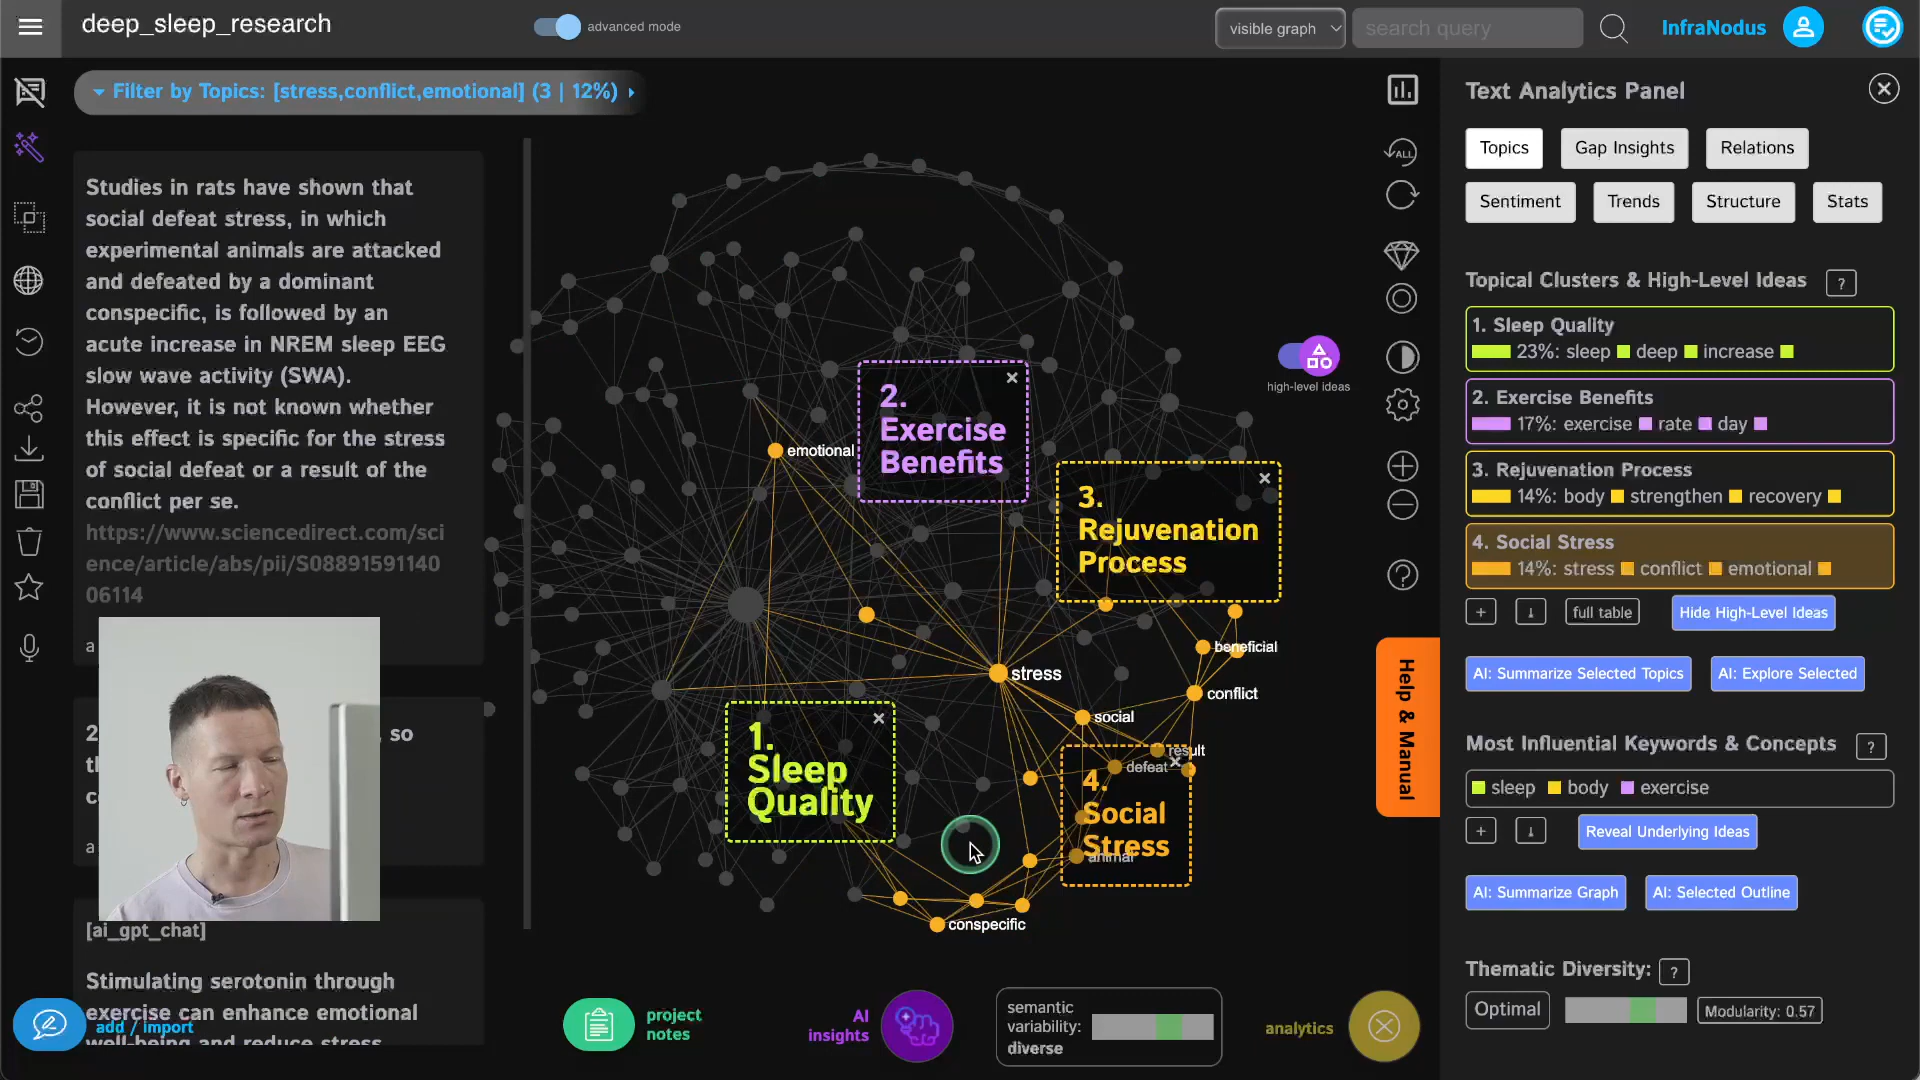 deep_sleep_research
advanced mode
visible graph
search query
InfraNodus
Filter by Topics: [stress,conflict,emotional] (3 | 12%)
Studies in rats have shown that
social defeat stress, in which
experimental animals are attacked
and defeated by a dominant
conspecific, is followed by an
acute increase in NREM sleep EEG
slow wave activity (SWA).
However, it is not known whether
this effect is specific for the stress
of social defeat or a result of the
conflict per se.
https://www.sciencedirect.com/sci
ence/article/abs/pii/S08891591140
06114
a
2
, so
th
c
a
[ai_gpt_chat]
Stimulating serotonin through
exercise can enhance emotional
well-being and reduce stress
add / import
ALL
high-level ideas
emotional
2.
Exercise
Benefits
3.
Rejuvenation
Process
beneficial
stress
conflict
social
result
defeat
1.
Sleep
Quality
4.
Social
Stress
animal
conspecific
project
notes
AI
insights
semantic
variability:
diverse
analytics
Help & Manual
Text Analytics Panel
Topics
Gap Insights
Relations
Sentiment
Trends
Structure
Stats
Topical Clusters & High-Level Ideas ?
1. Sleep Quality
23%: sleep deep increase
2. Exercise Benefits
17%: exercise rate day
3. Rejuvenation Process
14%: body strengthen recovery
4. Social Stress
14%: stress conflict emotional
+ ↓ full table Hide High-Level Ideas
AI: Summarize Selected Topics AI: Explore Selected
Most Influential Keywords & Concepts ?
sleep body exercise
+ ↓ Reveal Underlying Ideas
AI: Summarize Graph AI: Selected Outline
Thematic Diversity: ?
Optimal Modularity: 0.57